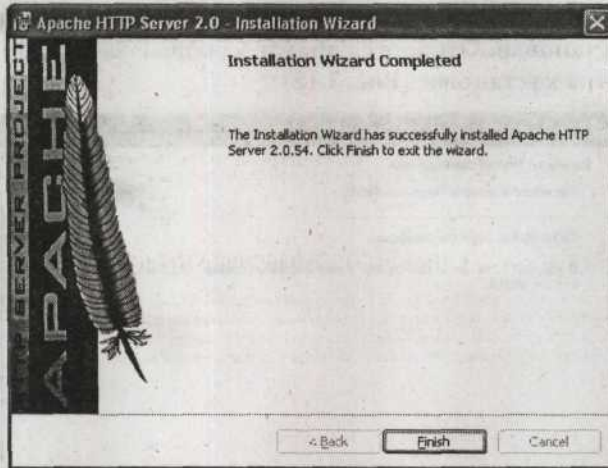 Apache HTTP Server 2.0 - Installation Wizard
HTTP SERVER PROJECT
APACHE
Installation Wizard Completed
The Installation Wizard has successfully installed Apache HTTP
Server 2.0.54. Click Finish to exit the wizard.
< Back
Finish
Cancel